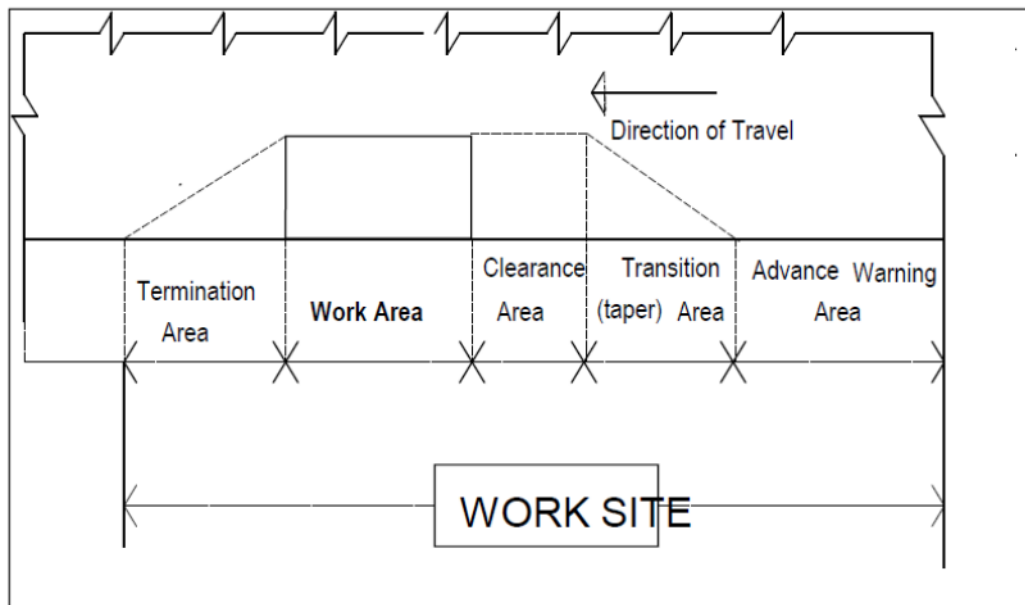 Direction of Travel
Termination
Area
Work Area
Clearance
Area
Transition
(taper) Area
Advance Warning
Area
WORK SITE